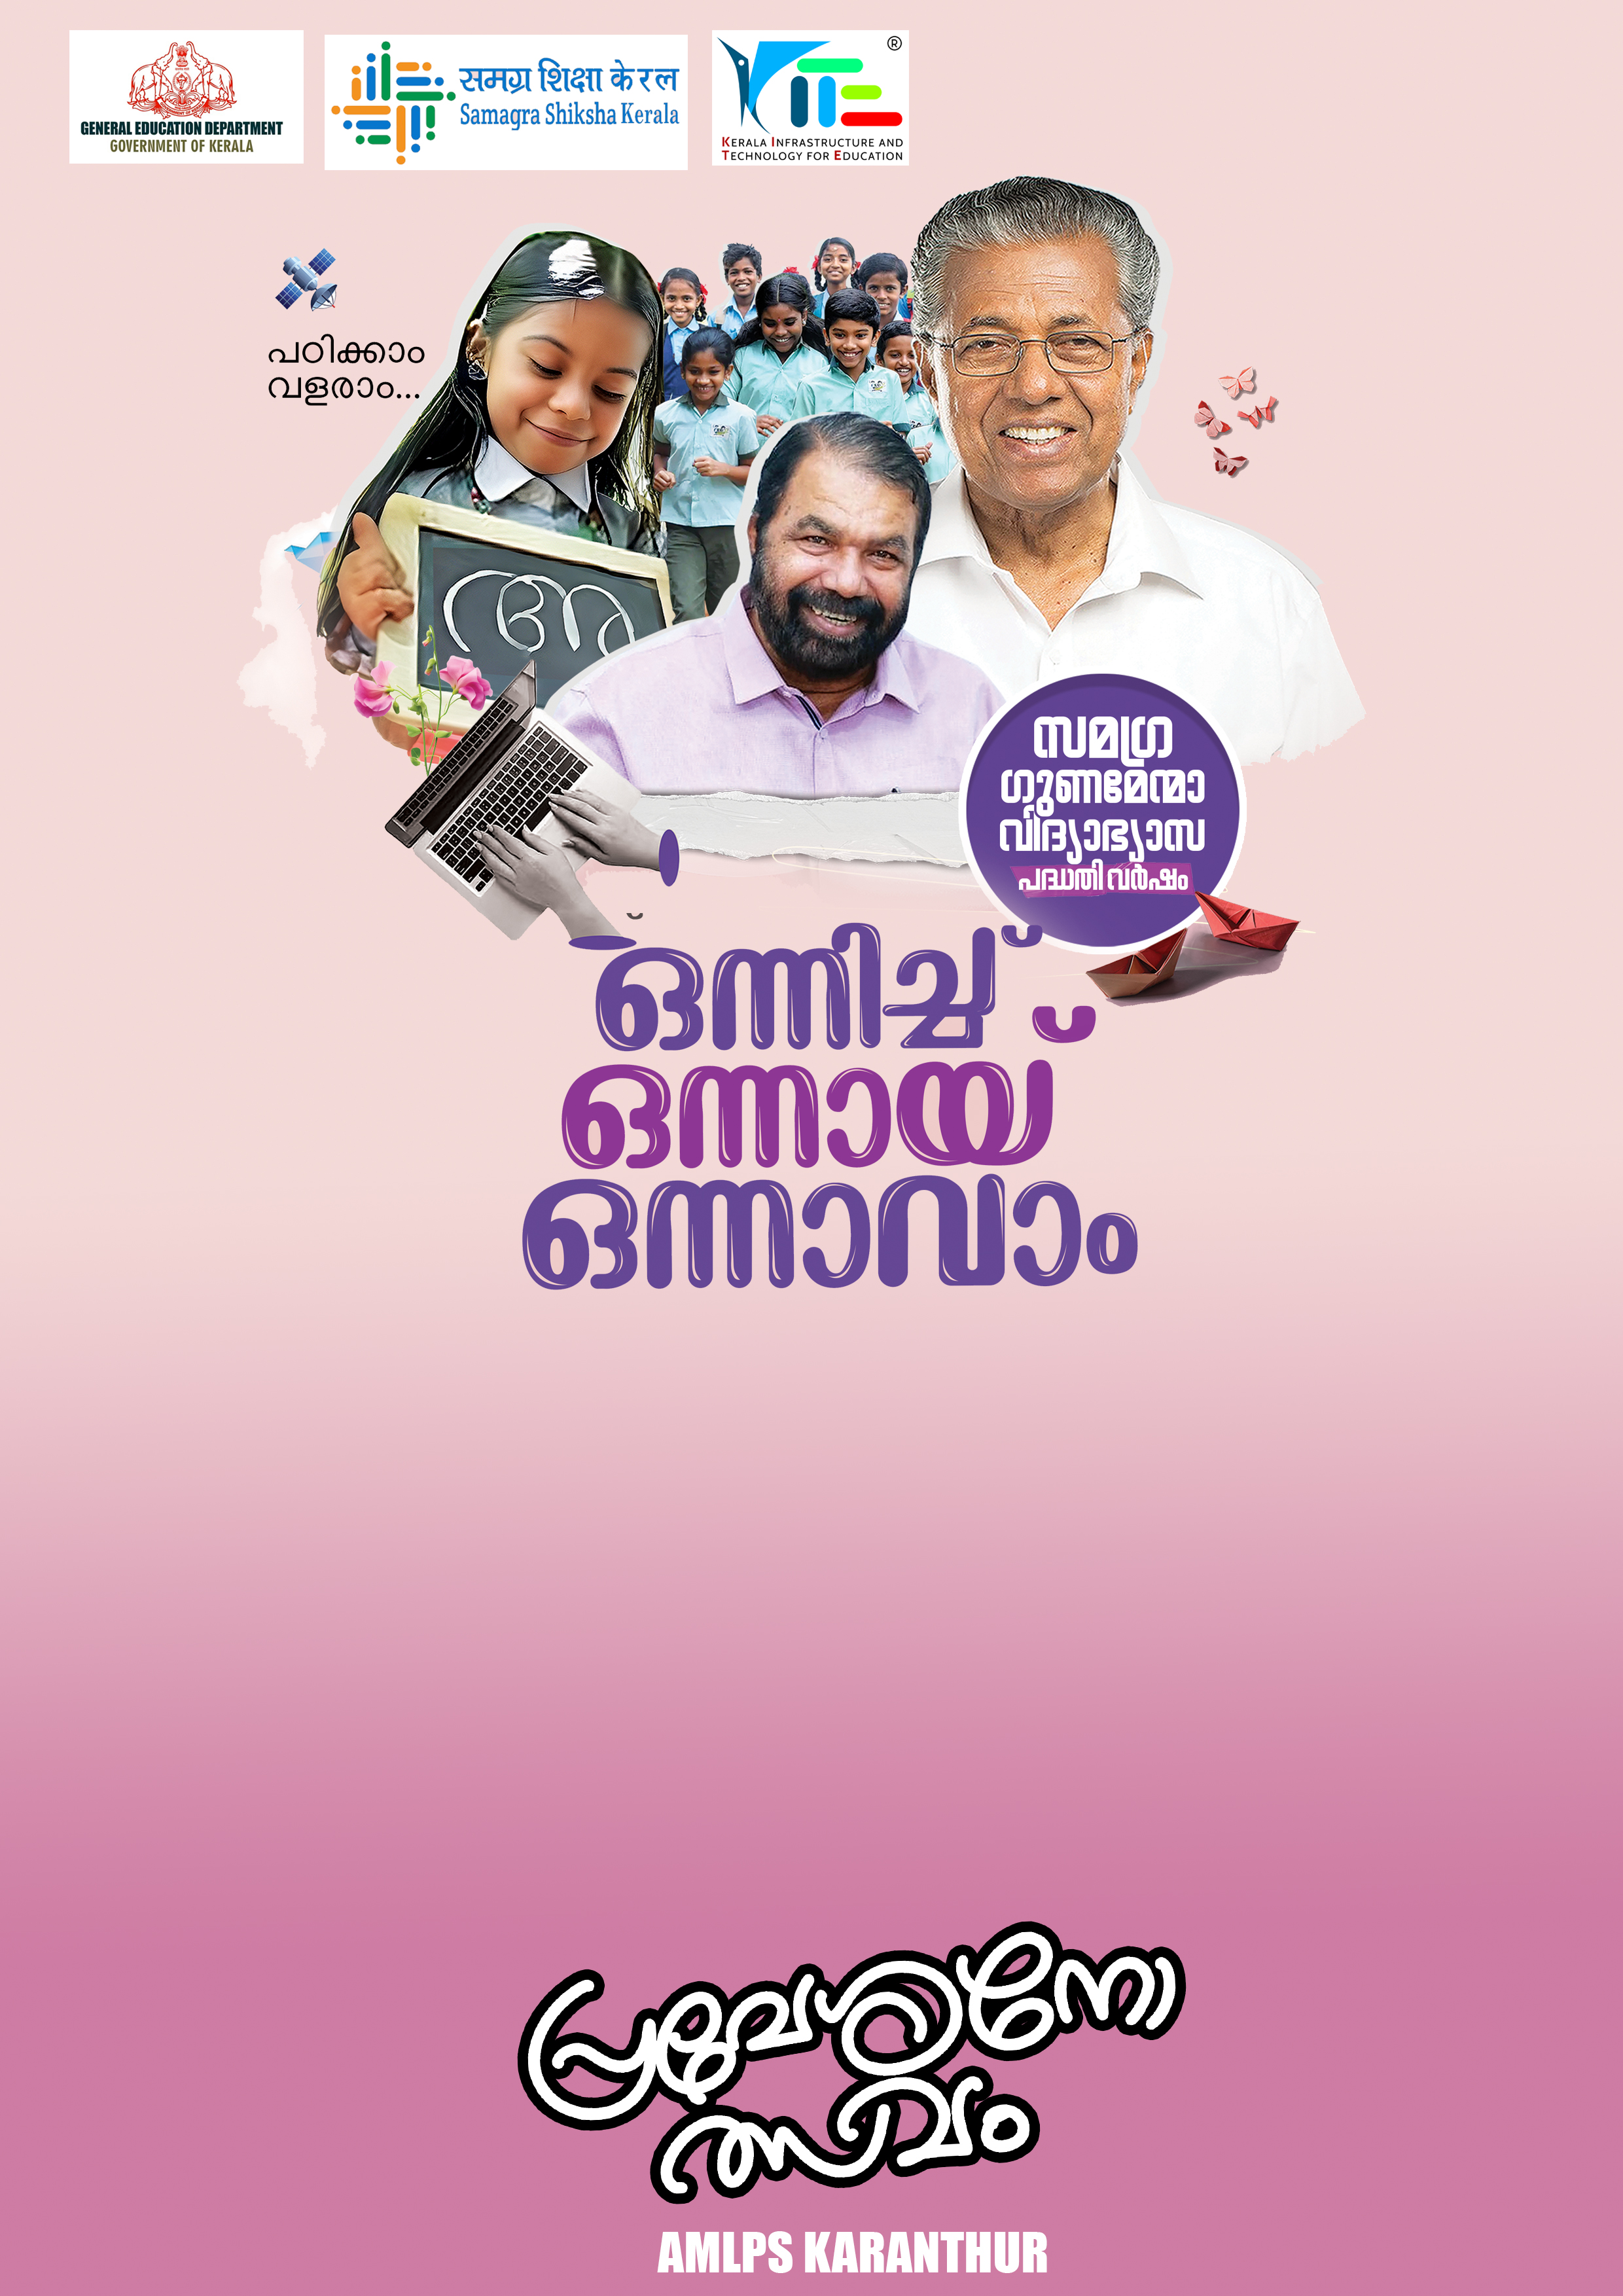 GENERAL EDUCATION DEPARTMENT
GOVERNMENT OF KERALA
समग्र शिक्षा केरल
Samagra Shiksha Kerala
KITE ®
KERALA INFRASTRUCTURE AND
TECHNOLOGY FOR EDUCATION
പഠിക്കാം
വളരാം...
അ
സമഗ്ര
ഗുണമേന്മാ
വിദ്യാഭ്യാസ
പദ്ധതി വർഷം
ഒന്നിച്ച്
ഒന്നായ്
ഒന്നാവാം
പ്രവേശനോ
ത്സവം
AMLPS KARANTHUR